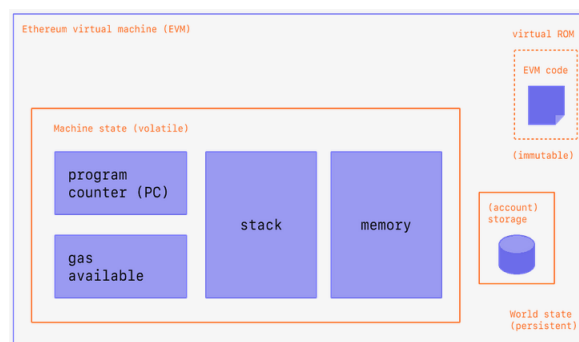 Ethereum virtual machine (EVM)
virtual ROM
EVM code
(immutable)
Machine state (volatile)
program
counter (PC)
gas
available
stack
memory
(account)
storage
World state
(persistent)